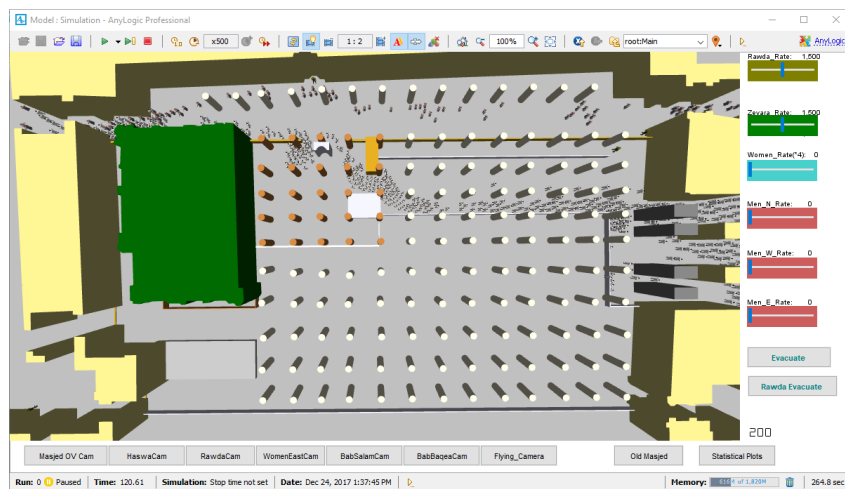 Model : Simulation - AnyLogic Professional
x500
1 : 2
100%
root:Main
AnyLogic
Rawda_Rate: 1,500
Zeyara_Rate: 1,500
Women_Rate(*4): 0
Men_N_Rate: 0
Men_W_Rate: 0
Men_E_Rate: 0
Evacuate
Rawda Evacuate
200
Masjed OV Cam
HaswaCam
RawdaCam
WomenEastCam
BabSalamCam
BabBaqeaCam
Flying_Camera
Old Masjed
Statistical Plots
Run: 0 Paused Time: 120.61 Simulation: Stop time not set Date: Dec 24, 2017 1:37:45 PM Memory: of 1,820M 264.8 sec